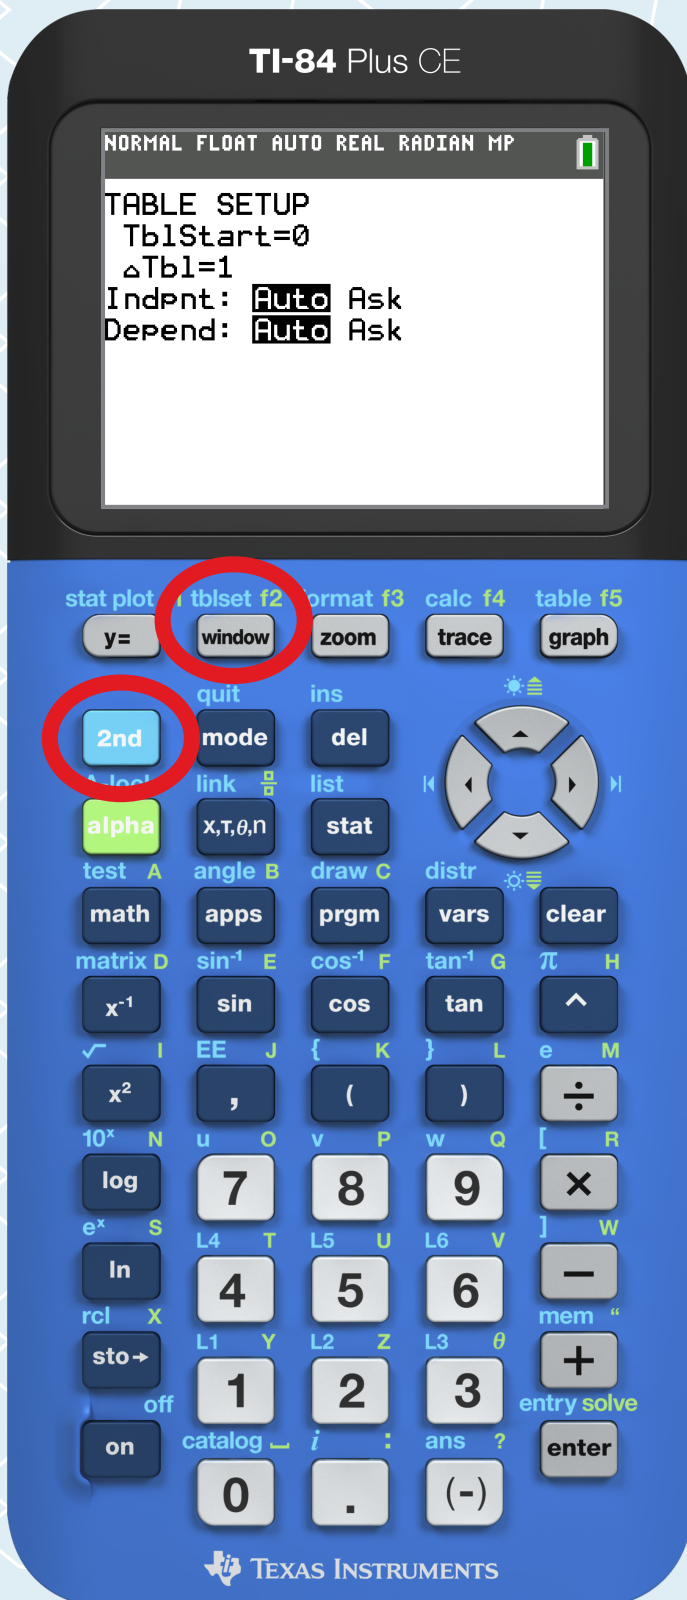 TI-84 Plus CE
NORMAL FLOAT AUTO REAL RADIAN MP
TABLE SETUP
TblStart=0
△Tbl=1
Indpnt: Auto Ask
Depend: Auto Ask
stat plot tblset f2 format f3 calc f4 table f5
y= window zoom trace graph
quit ins
2nd mode del
A-lock link list
alpha X,T,θ,n stat
test A angle B draw C distr
math apps prgm vars clear
matrix D sin⁻¹ E cos⁻¹ F tan⁻¹ G π H
x⁻¹ sin cos tan ^
√ I EE J { K } L e M
x² , ( ) ÷
10ˣ N u O v P w Q [ R
log 7 8 9 ×
eˣ S L4 T L5 U L6 V ] W
ln 4 5 6 −
rcl X L1 Y L2 Z L3 θ mem “
sto→ 1 2 3 +
off catalog ⎵ i : ans ? entry solve
on 0 . (-) enter
TEXAS INSTRUMENTS